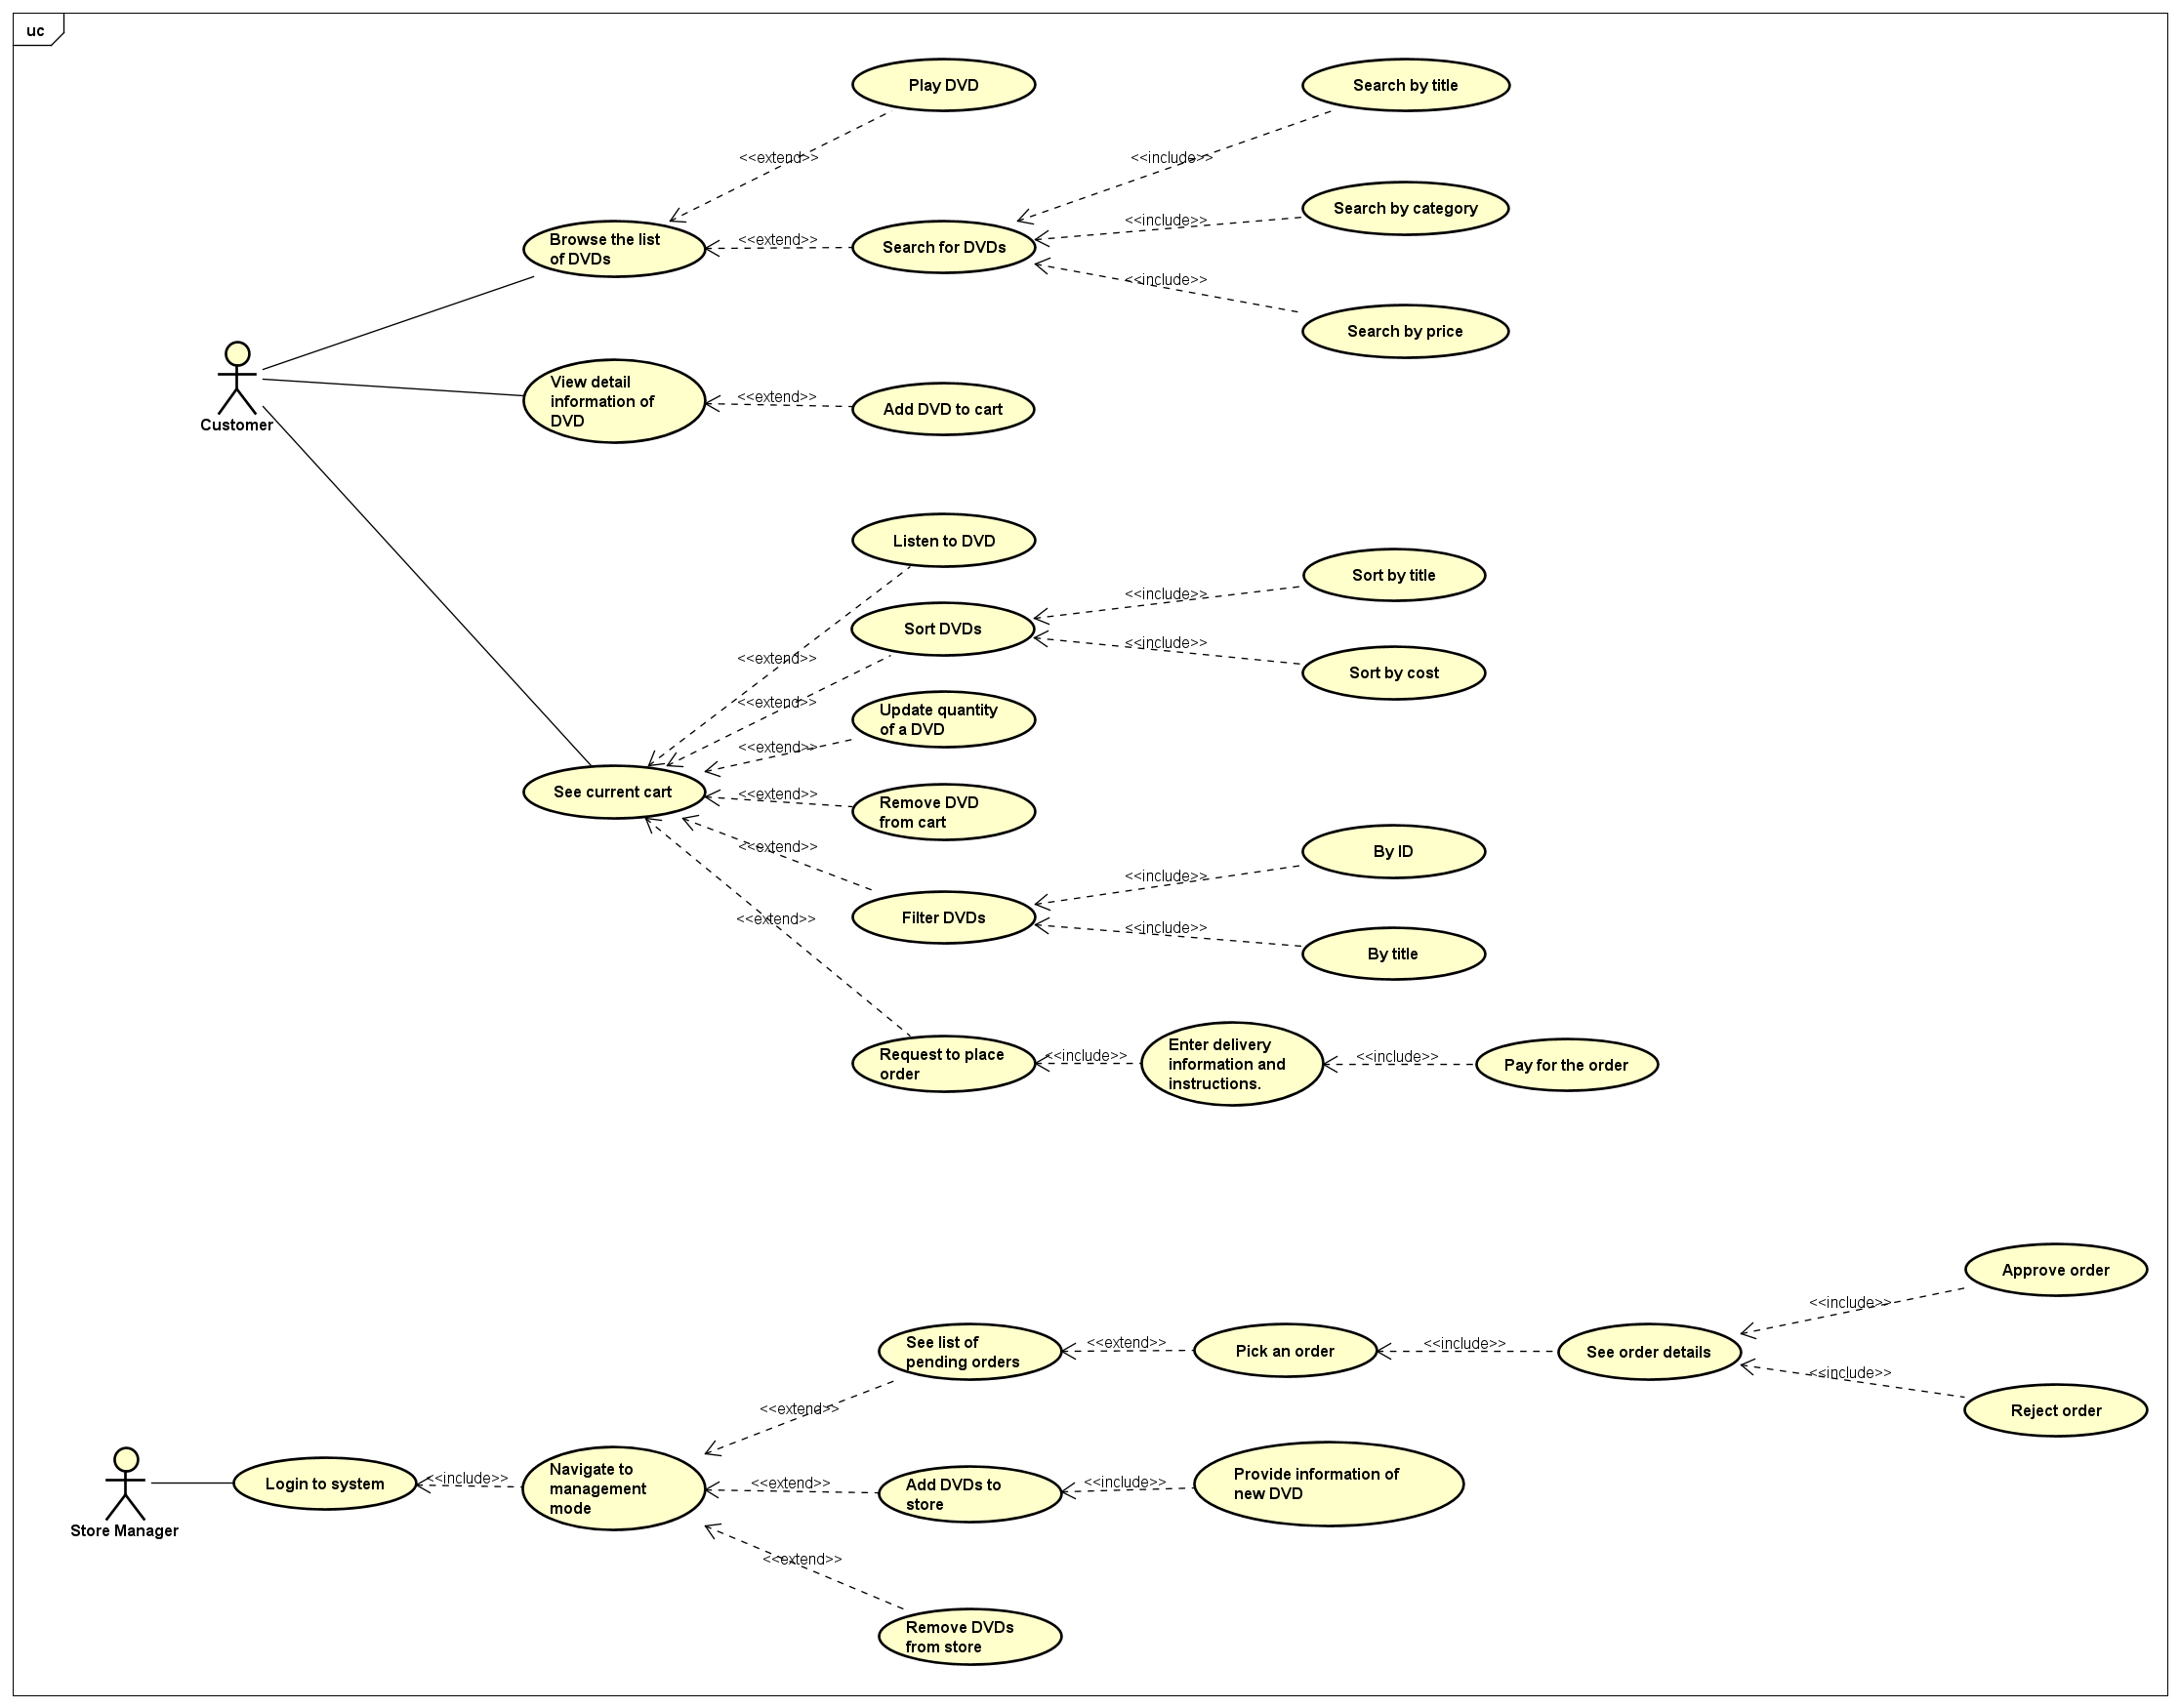 uc
Play DVD
Search by title
<<extend>>
<<include>>
Search by category
<<include>>
Browse the list
of DVDs
<<extend>>
Search for DVDs
<<include>>
Search by price
View detail
information of
DVD
<<extend>>
Add DVD to cart
Customer
Listen to DVD
Sort by title
<<include>>
Sort DVDs
<<extend>>
<<include>>
Sort by cost
<<extend>>
Update quantity
of a DVD
<<extend>>
See current cart
<<extend>>
Remove DVD
from cart
<<extend>>
By ID
<<include>>
<<extend>>
Filter DVDs
<<include>>
By title
Request to place
order
<<include>>
Enter delivery
information and
instructions.
<<include>>
Pay for the order
Approve order
<<include>>
See list of
pending orders
<<extend>>
Pick an order
<<include>>
See order details
<<include>>
Reject order
<<extend>>
Store Manager
Login to system
<<include>>
Navigate to
management
mode
<<extend>>
Add DVDs to
store
<<include>>
Provide information of
new DVD
<<extend>>
Remove DVDs
from store